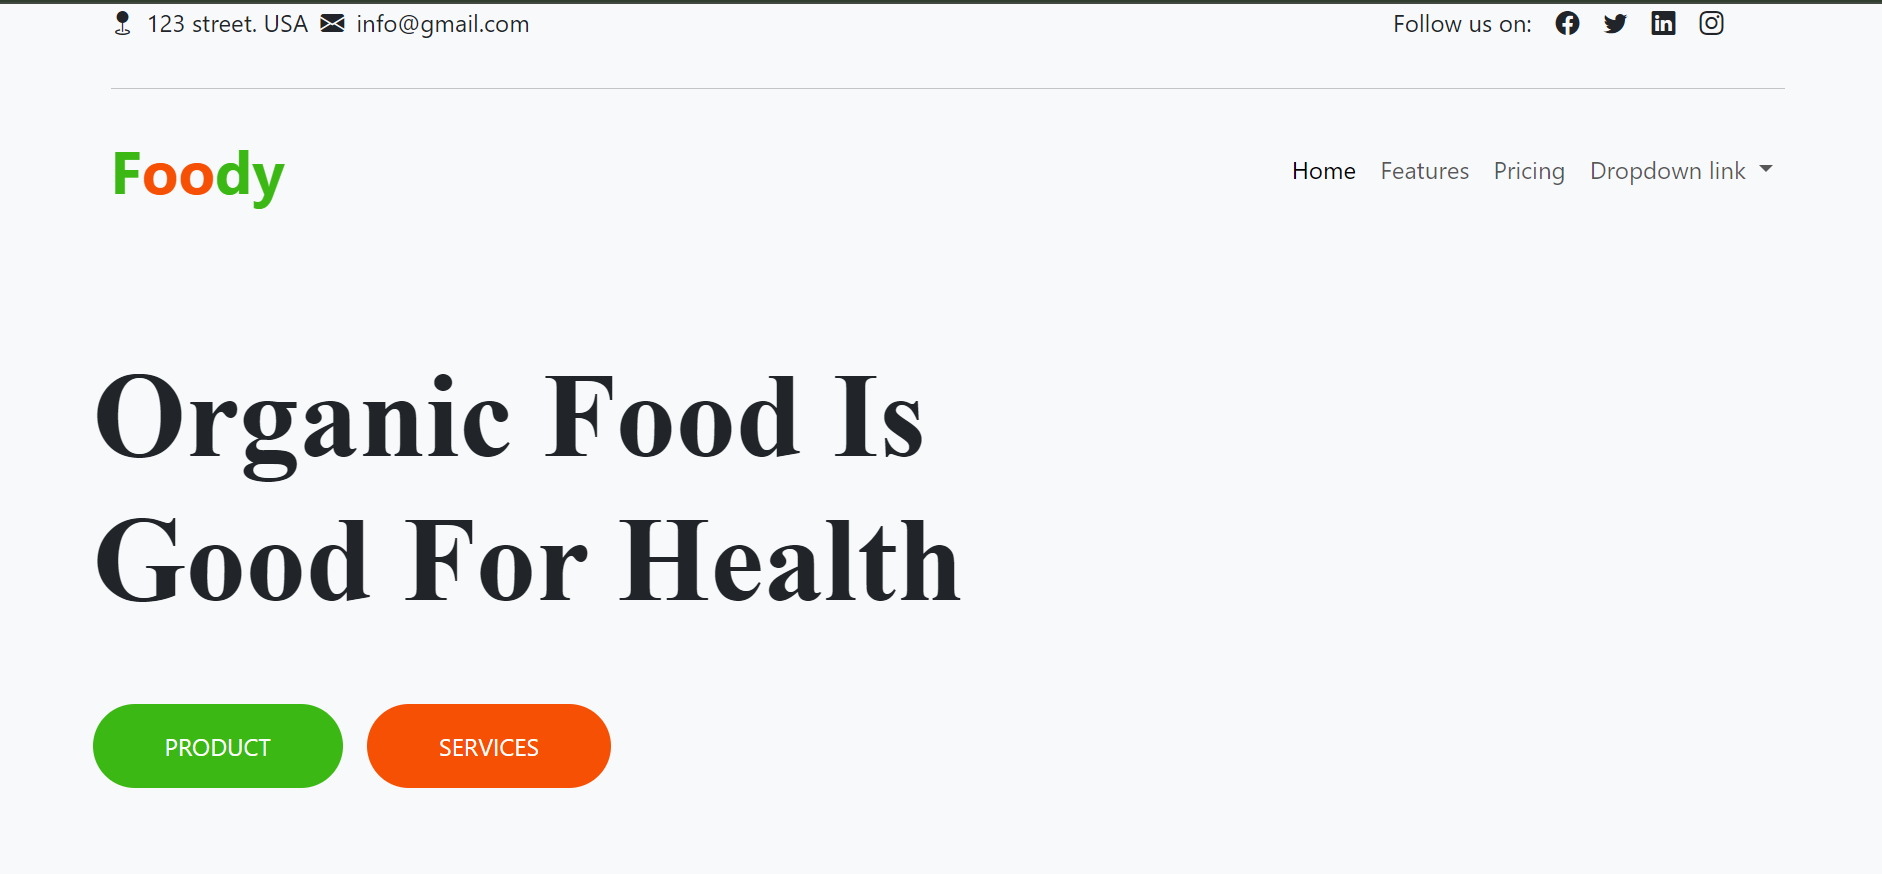 123 street. USA info@gmail.com Follow us on:
Foody Home Features Pricing Dropdown link
Organic Food Is
Good For Health
PRODUCT SERVICES